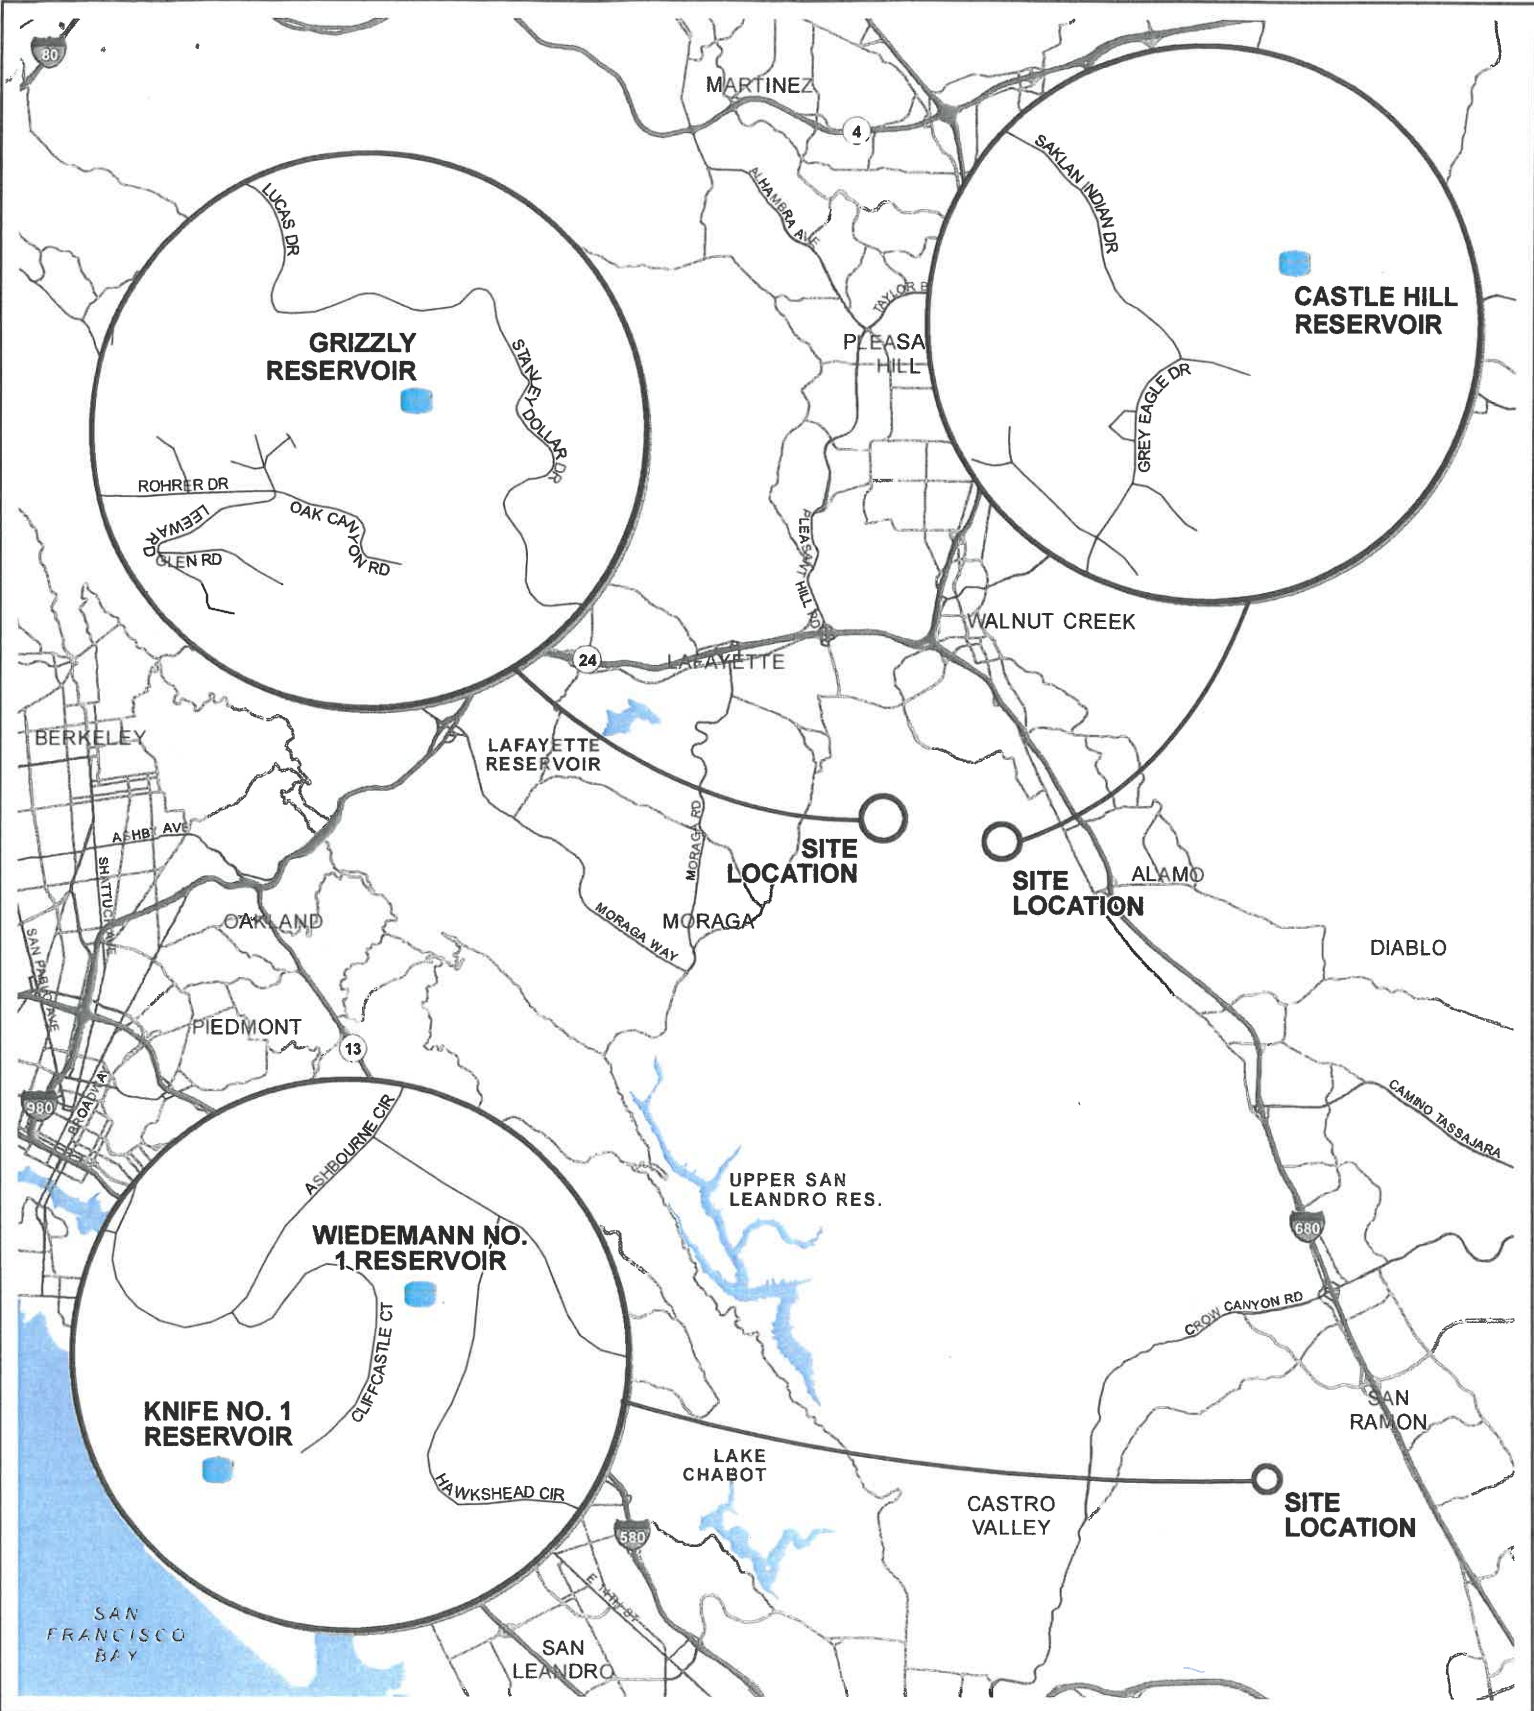 80
MARTINEZ
4
ALHAMBRA AVE
TAYLOR B
PLEASA
HILL
SAKLAN INDIAN DR
CASTLE HILL
RESERVOIR
GREY EAGLE DR
LUCAS DR
GRIZZLY
RESERVOIR
STANLEY DOLLAR DR
ROHRER DR
LEEWARD
GLEN RD
OAK CANYON RD
PLEASANT HILL RD
WALNUT CREEK
24
LAFAYETTE
BERKELEY
LAFAYETTE
RESERVOIR
ASHBY AVE
SHATTUCK AVE
MORAGA RD
SITE
LOCATION
SITE
LOCATION
ALAMO
OAKLAND
MORAGA WAY
MORAGA
SAN PABLO AVE
DIABLO
PIEDMONT
13
980
BROADWAY
CAMINO TASSAJARA
ASHBOURNE CIR
UPPER SAN
LEANDRO RES.
WIEDEMANN NO.
1 RESERVOIR
680
CLIFFCASTLE CT
CROW CANYON RD
KNIFE NO. 1
RESERVOIR
SAN
RAMON
HAWKSHEAD CIR
LAKE
CHABOT
CASTRO
VALLEY
SITE
LOCATION
580
E 14TH ST
SAN
FRANCISCO
BAY
SAN
LEANDRO